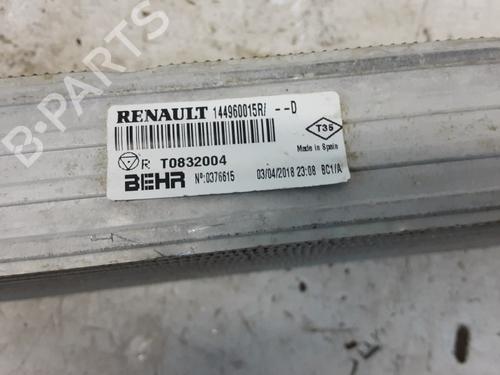 RENAULT 144960015R/ --D
T35
Made in Spain
R T0832004
BEHR Nº:0376615 03/04/2018 23:08 BC1/A
B-PARTS